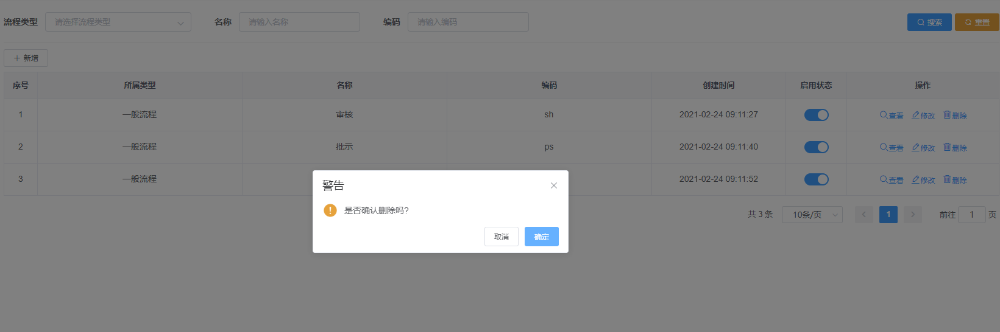 流程类型 请选择流程类型 名称 请输入名称 编码 请输入编码 搜索 重置
新增
序号 所属类型 名称 编码 创建时间 启用状态 操作
1 一般流程 审核 sh 2021-02-24 09:11:27 查看 修改 删除
2 一般流程 批示 ps 2021-02-24 09:11:40 查看 修改 删除
3 一般流程 2021-02-24 09:11:52 查看 修改 删除
警告
是否确认删除吗?
取消 确定
共 3 条 10条/页 1 前往 1 页